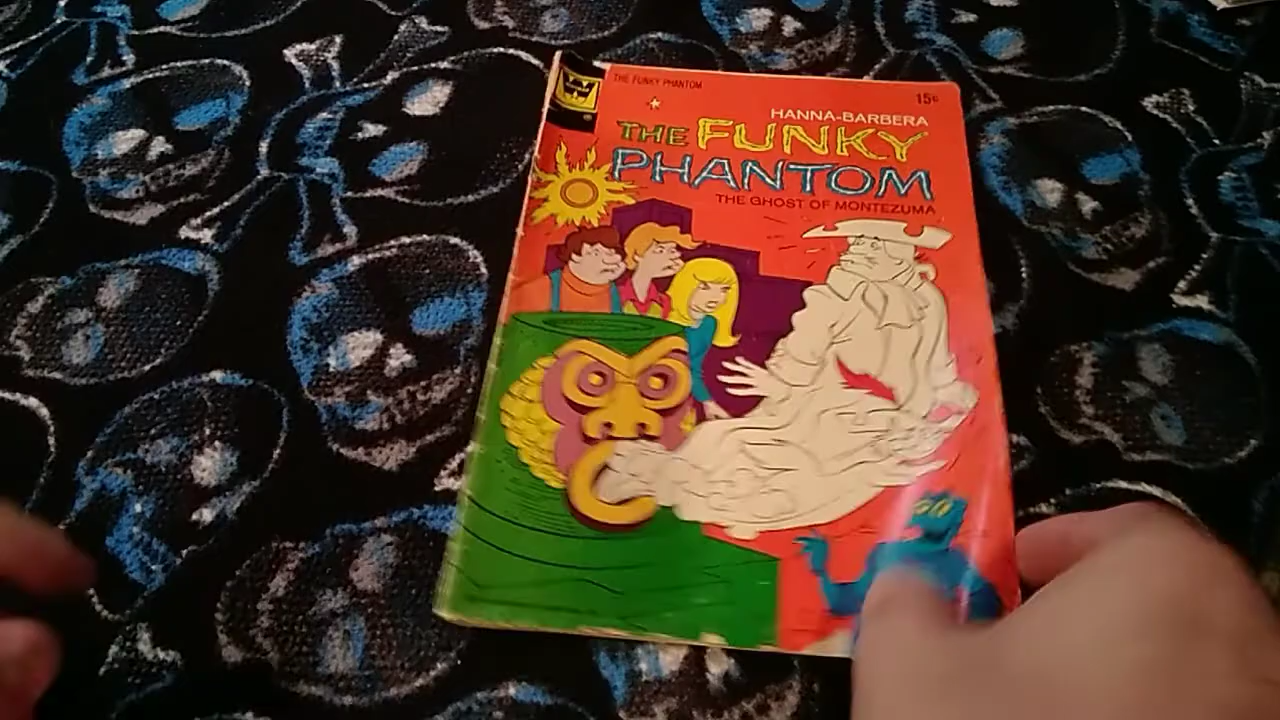 THE FUNKY PHANTOM
15¢
HANNA-BARBERA
THE FUNKY
PHANTOM
THE GHOST OF MONTEZUMA